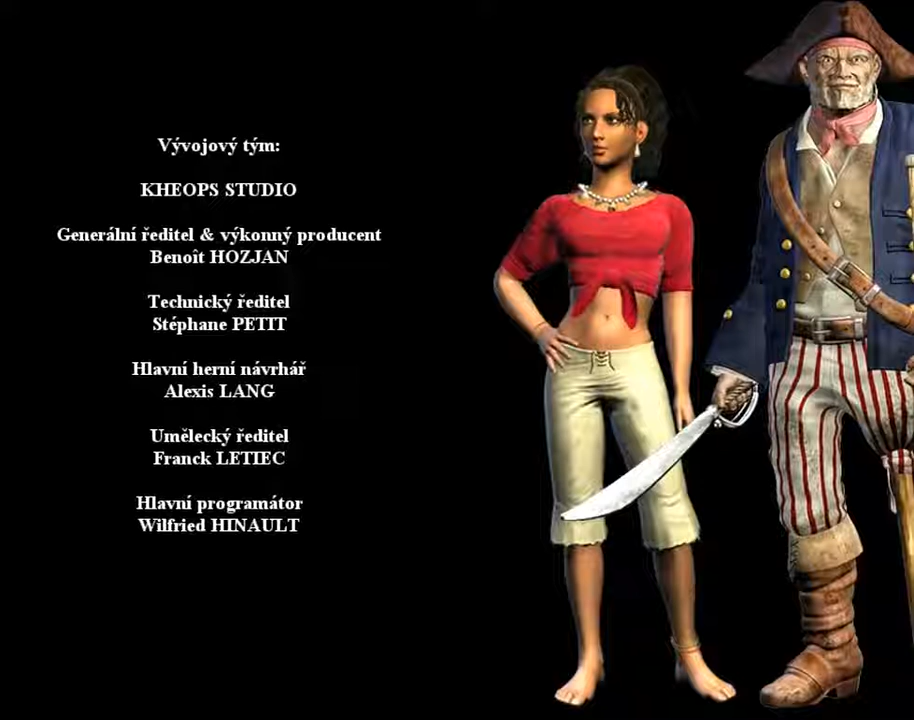 Vývojový tým:
KHEOPS STUDIO
Generální ředitel & výkonný producent
Benoît HOZJAN
Technický ředitel
Stéphane PETIT
Hlavní herní návrhář
Alexis LANG
Umělecký ředitel
Franck LETIEC
Hlavní programátor
Wilfried HINAULT